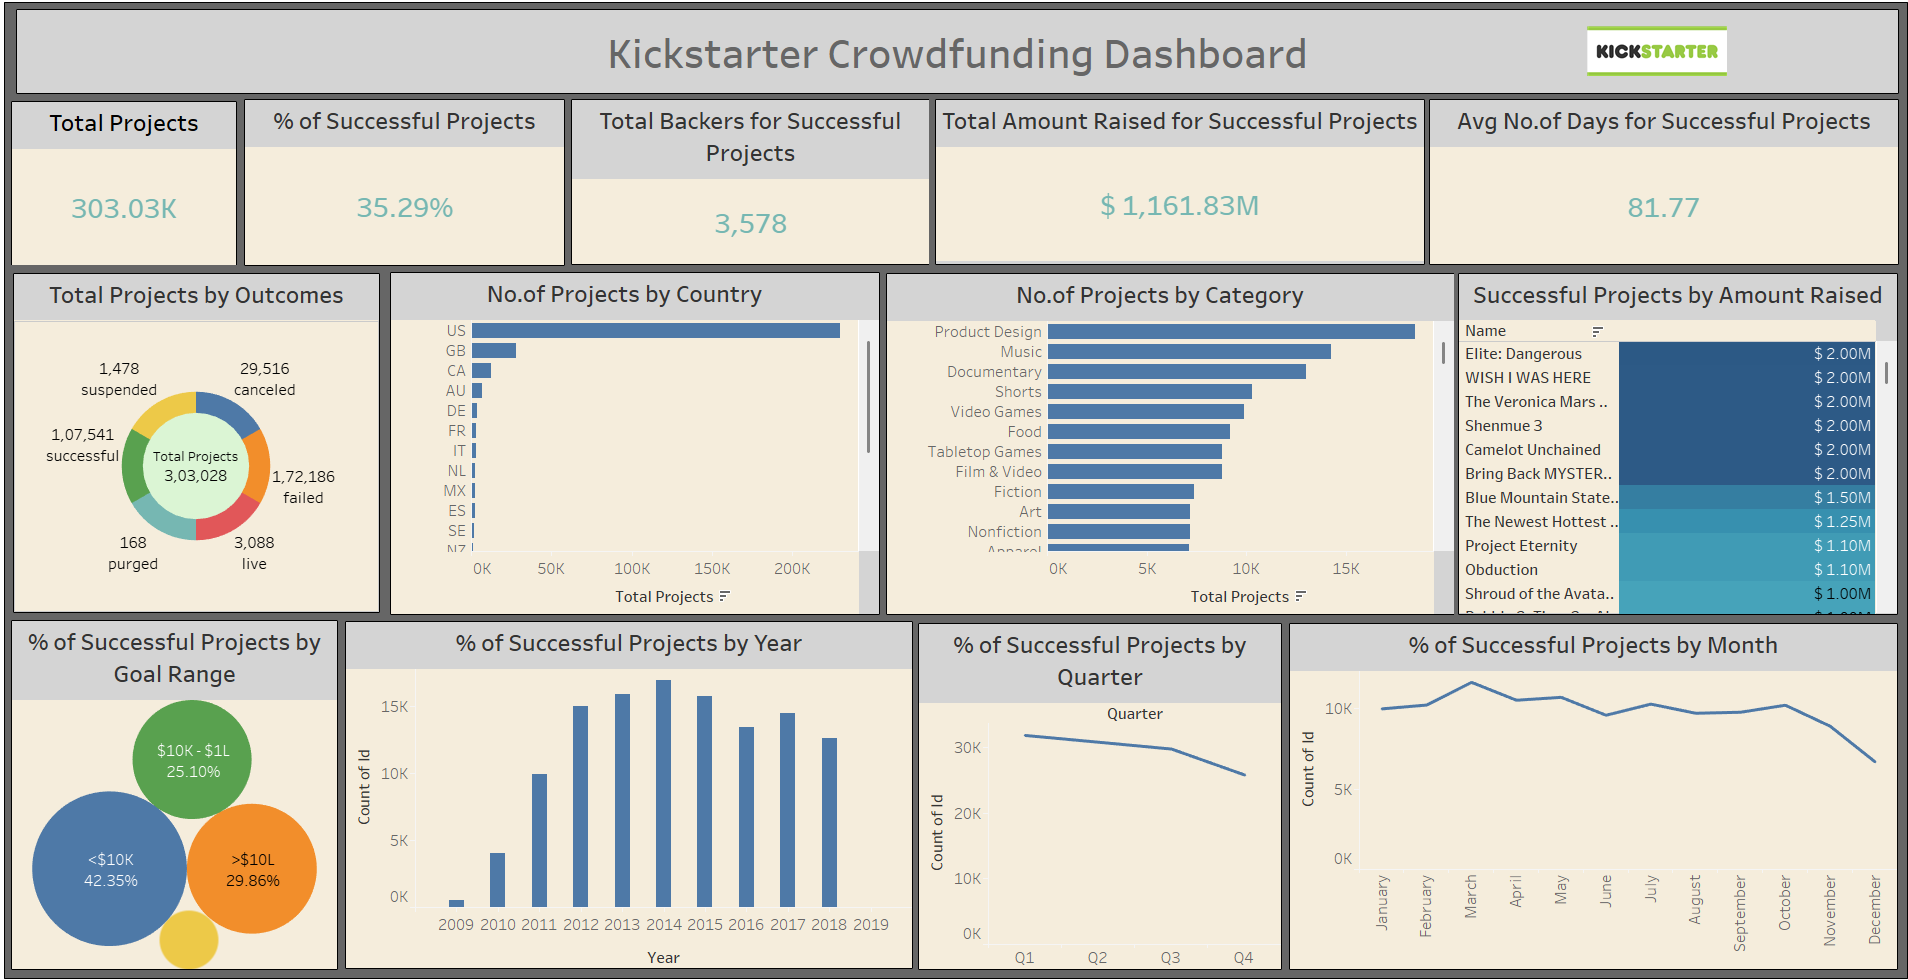 Kickstarter Crowdfunding Dashboard
KICKSTARTER
Total Projects
303.03K
% of Successful Projects
35.29%
Total Backers for Successful
Projects
3,578
Total Amount Raised for Successful Projects
$ 1,161.83M
Avg No.of Days for Successful Projects
81.77
Total Projects by Outcomes
1,478
suspended
29,516
canceled
1,07,541
successful
Total Projects
3,03,028
1,72,186
failed
168
purged
3,088
live
No.of Projects by Country
US
GB
CA
AU
DE
FR
IT
NL
MX
ES
SE
NZ
0K 50K 100K 150K 200K
Total Projects
No.of Projects by Category
Product Design
Music
Documentary
Shorts
Video Games
Food
Tabletop Games
Film & Video
Fiction
Art
Nonfiction
Apparel
0K 5K 10K 15K
Total Projects
Successful Projects by Amount Raised
Name
Elite: Dangerous $ 2.00M
WISH I WAS HERE $ 2.00M
The Veronica Mars .. $ 2.00M
Shenmue 3 $ 2.00M
Camelot Unchained $ 2.00M
Bring Back MYSTER.. $ 2.00M
Blue Mountain State.. $ 1.50M
The Newest Hottest .. $ 1.25M
Project Eternity $ 1.10M
Obduction $ 1.10M
Shroud of the Avata.. $ 1.00M
% of Successful Projects by
Goal Range
$10K - $1L
25.10%
<$10K
42.35%
>$10L
29.86%
% of Successful Projects by Year
Count of Id
15K
10K
5K
0K
2009 2010 2011 2012 2013 2014 2015 2016 2017 2018 2019
Year
% of Successful Projects by
Quarter
Quarter
Count of Id
30K
20K
10K
0K
Q1 Q2 Q3 Q4
% of Successful Projects by Month
Count of Id
10K
5K
0K
January
February
March
April
May
June
July
August
September
October
November
December